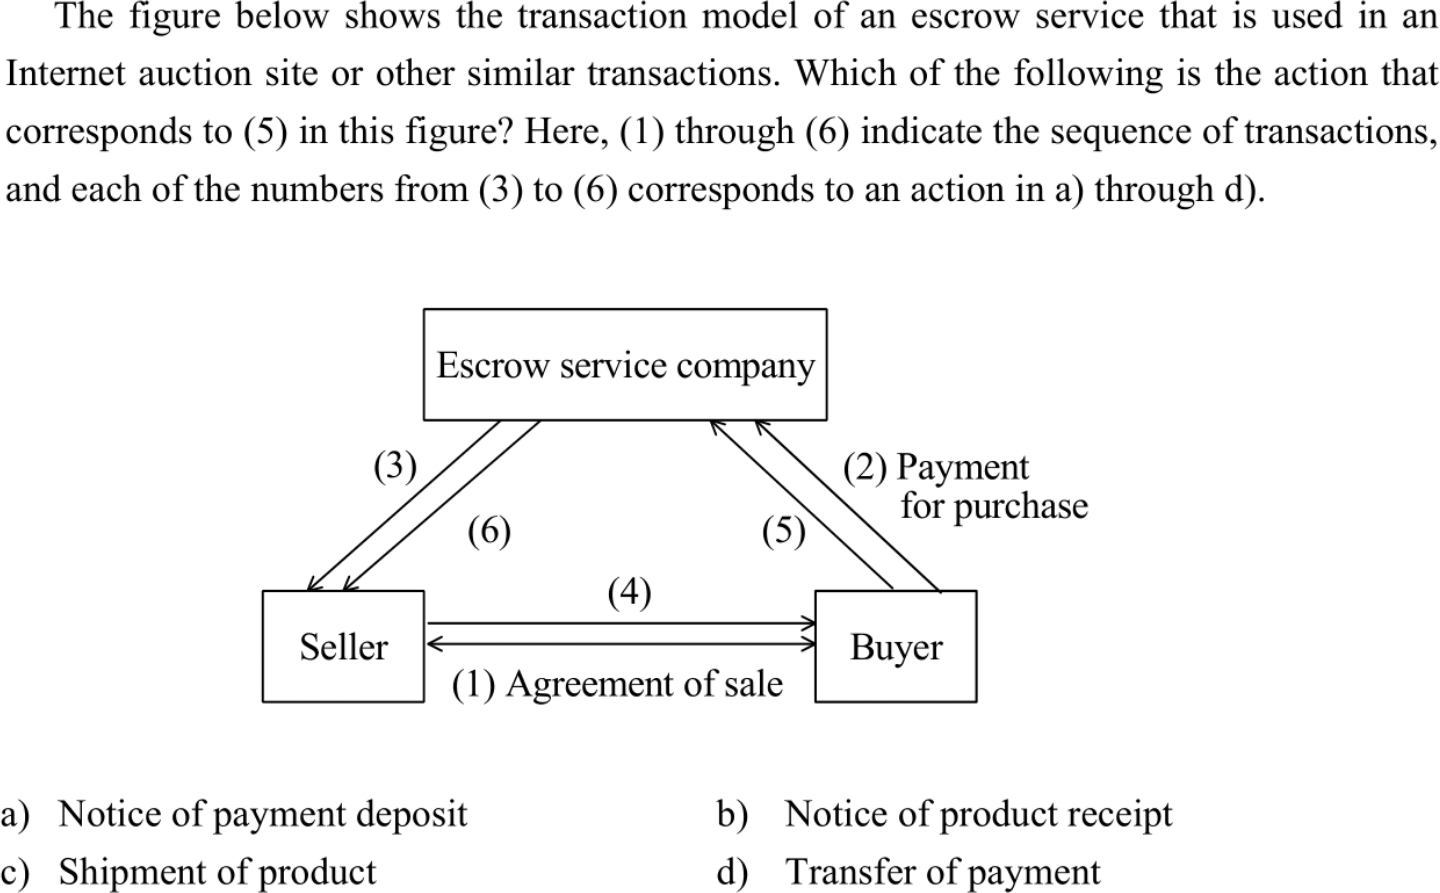 The figure below shows the transaction model of an escrow service that is used in an
Internet auction site or other similar transactions. Which of the following is the action that
corresponds to (5) in this figure? Here, (1) through (6) indicate the sequence of transactions,
and each of the numbers from (3) to (6) corresponds to an action in a) through d).
Escrow service company
(3)
(2) Payment
for purchase
(6)
(5)
(4)
Seller
Buyer
(1) Agreement of sale
a) Notice of payment deposit
b) Notice of product receipt
c) Shipment of product
d) Transfer of payment